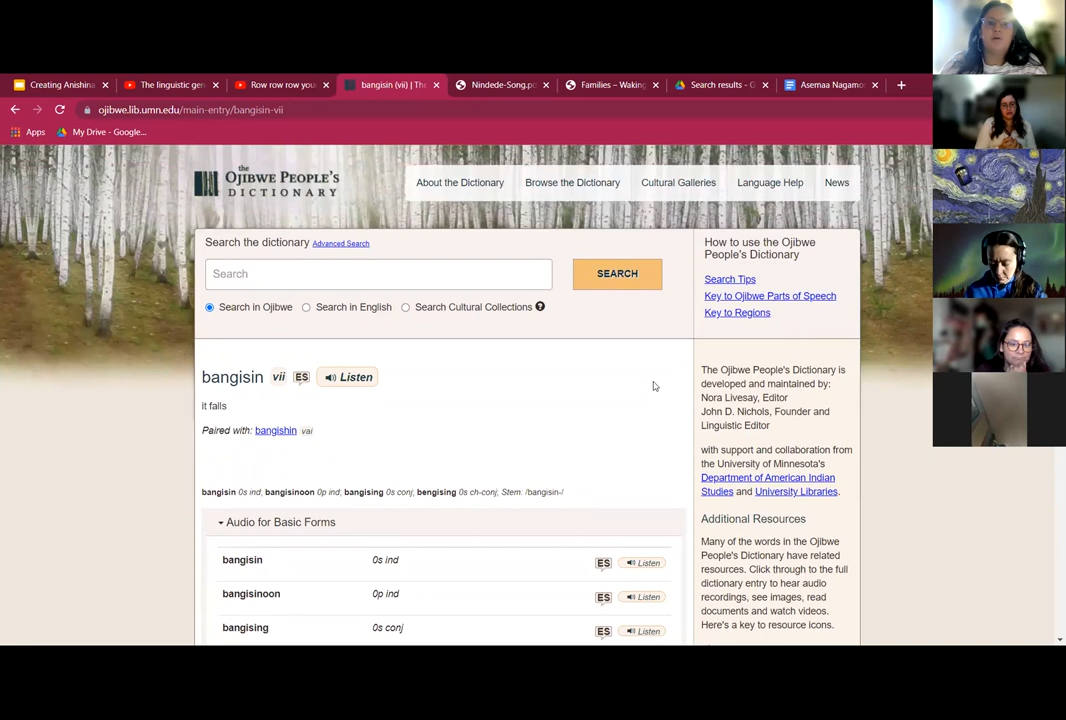 Creating Anishina
The linguistic gen
Row row row you
bangisin (vii) | The
Nindede-Song.po
Families – Waking
Search results - G
Asemaa Nagamo
ojibwe.lib.umn.edu/main-entry/bangisin-vii
Apps
My Drive - Google...
the
OJIBWE PEOPLE'S
DICTIONARY
About the Dictionary
Browse the Dictionary
Cultural Galleries
Language Help
News
Search the dictionary Advanced Search
Search
SEARCH
Search in Ojibwe
Search in English
Search Cultural Collections
How to use the Ojibwe
People's Dictionary
Search Tips
Key to Ojibwe Parts of Speech
Key to Regions
bangisin vii ES Listen
it falls
Paired with: bangishin vai
bangisin 0s ind; bangisinoon 0p ind; bangising 0s conj; bengising 0s ch-conj; Stem: /bangisin-/
Audio for Basic Forms
bangisin 0s ind ES Listen
bangisinoon 0p ind ES Listen
bangising 0s conj ES Listen
The Ojibwe People's Dictionary is
developed and maintained by:
Nora Livesay, Editor
John D. Nichols, Founder and
Linguistic Editor
with support and collaboration from
the University of Minnesota's
Department of American Indian
Studies and University Libraries.
Additional Resources
Many of the words in the Ojibwe
People's Dictionary have related
resources. Click through to the full
dictionary entry to hear audio
recordings, see images, read
documents and watch videos.
Here's a key to resource icons.